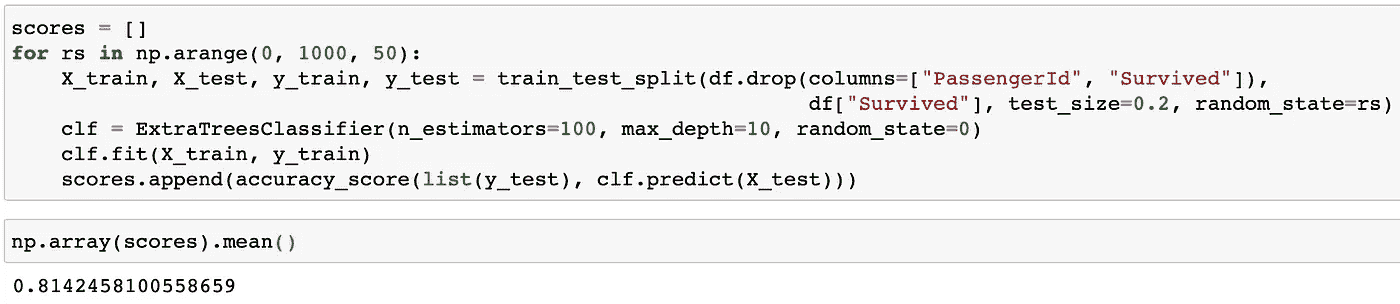 scores = []
for rs in np.arange(0, 1000, 50):
    X_train, X_test, y_train, y_test = train_test_split(df.drop(columns=["PassengerId", "Survived"]),
                                                        df["Survived"], test_size=0.2, random_state=rs)
    clf = ExtraTreesClassifier(n_estimators=100, max_depth=10, random_state=0)
    clf.fit(X_train, y_train)
    scores.append(accuracy_score(list(y_test), clf.predict(X_test)))
np.array(scores).mean()
0.8142458100558659